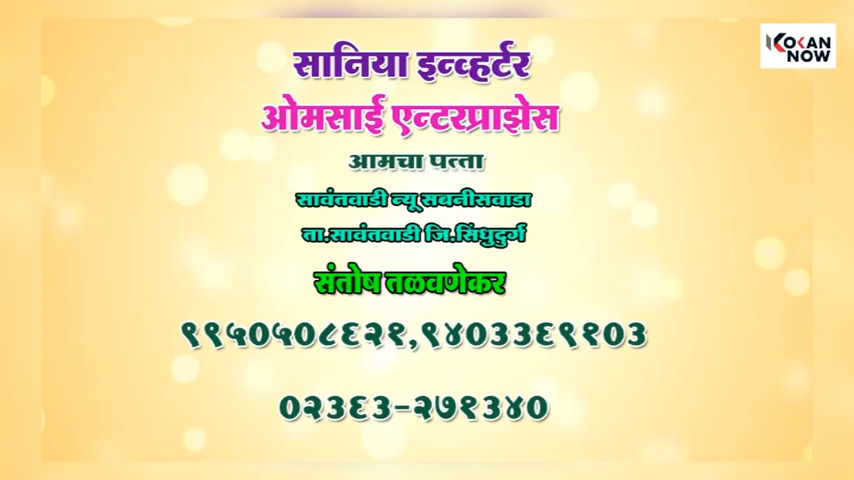 KOKAN
NOW
सानिया इन्व्हर्टर
ओमसाई एन्टरप्राझेस
आमचा पत्ता
सावंतवाडी न्यू सबनीसवाडा
ता.सावंतवाडी जि.सिंधुदुर्ग
संतोष तळवणेकर
९९५०५०८६२१,९४०३३६९१०३
०२३६३-२७१३४०